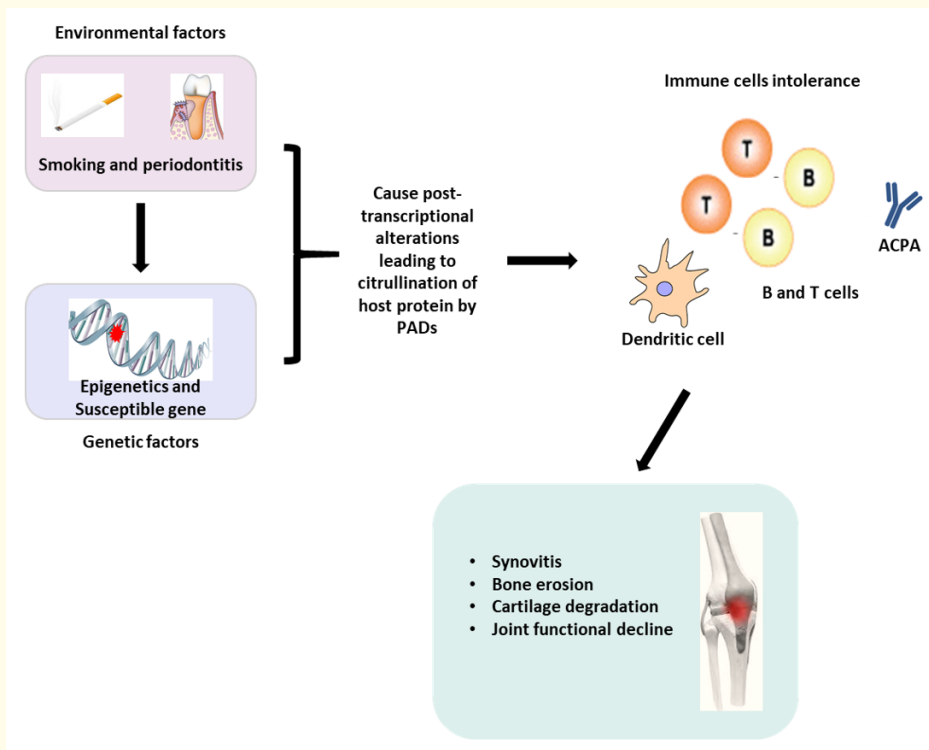 Environmental factors
Smoking and periodontitis
Epigenetics and
Susceptible gene
Genetic factors
Cause post-
transcriptional
alterations
leading to
citrullination of
host protein by
PADs
Immune cells intolerance
T
B
T
B
ACPA
B and T cells
Dendritic cell
• Synovitis
• Bone erosion
• Cartilage degradation
• Joint functional decline